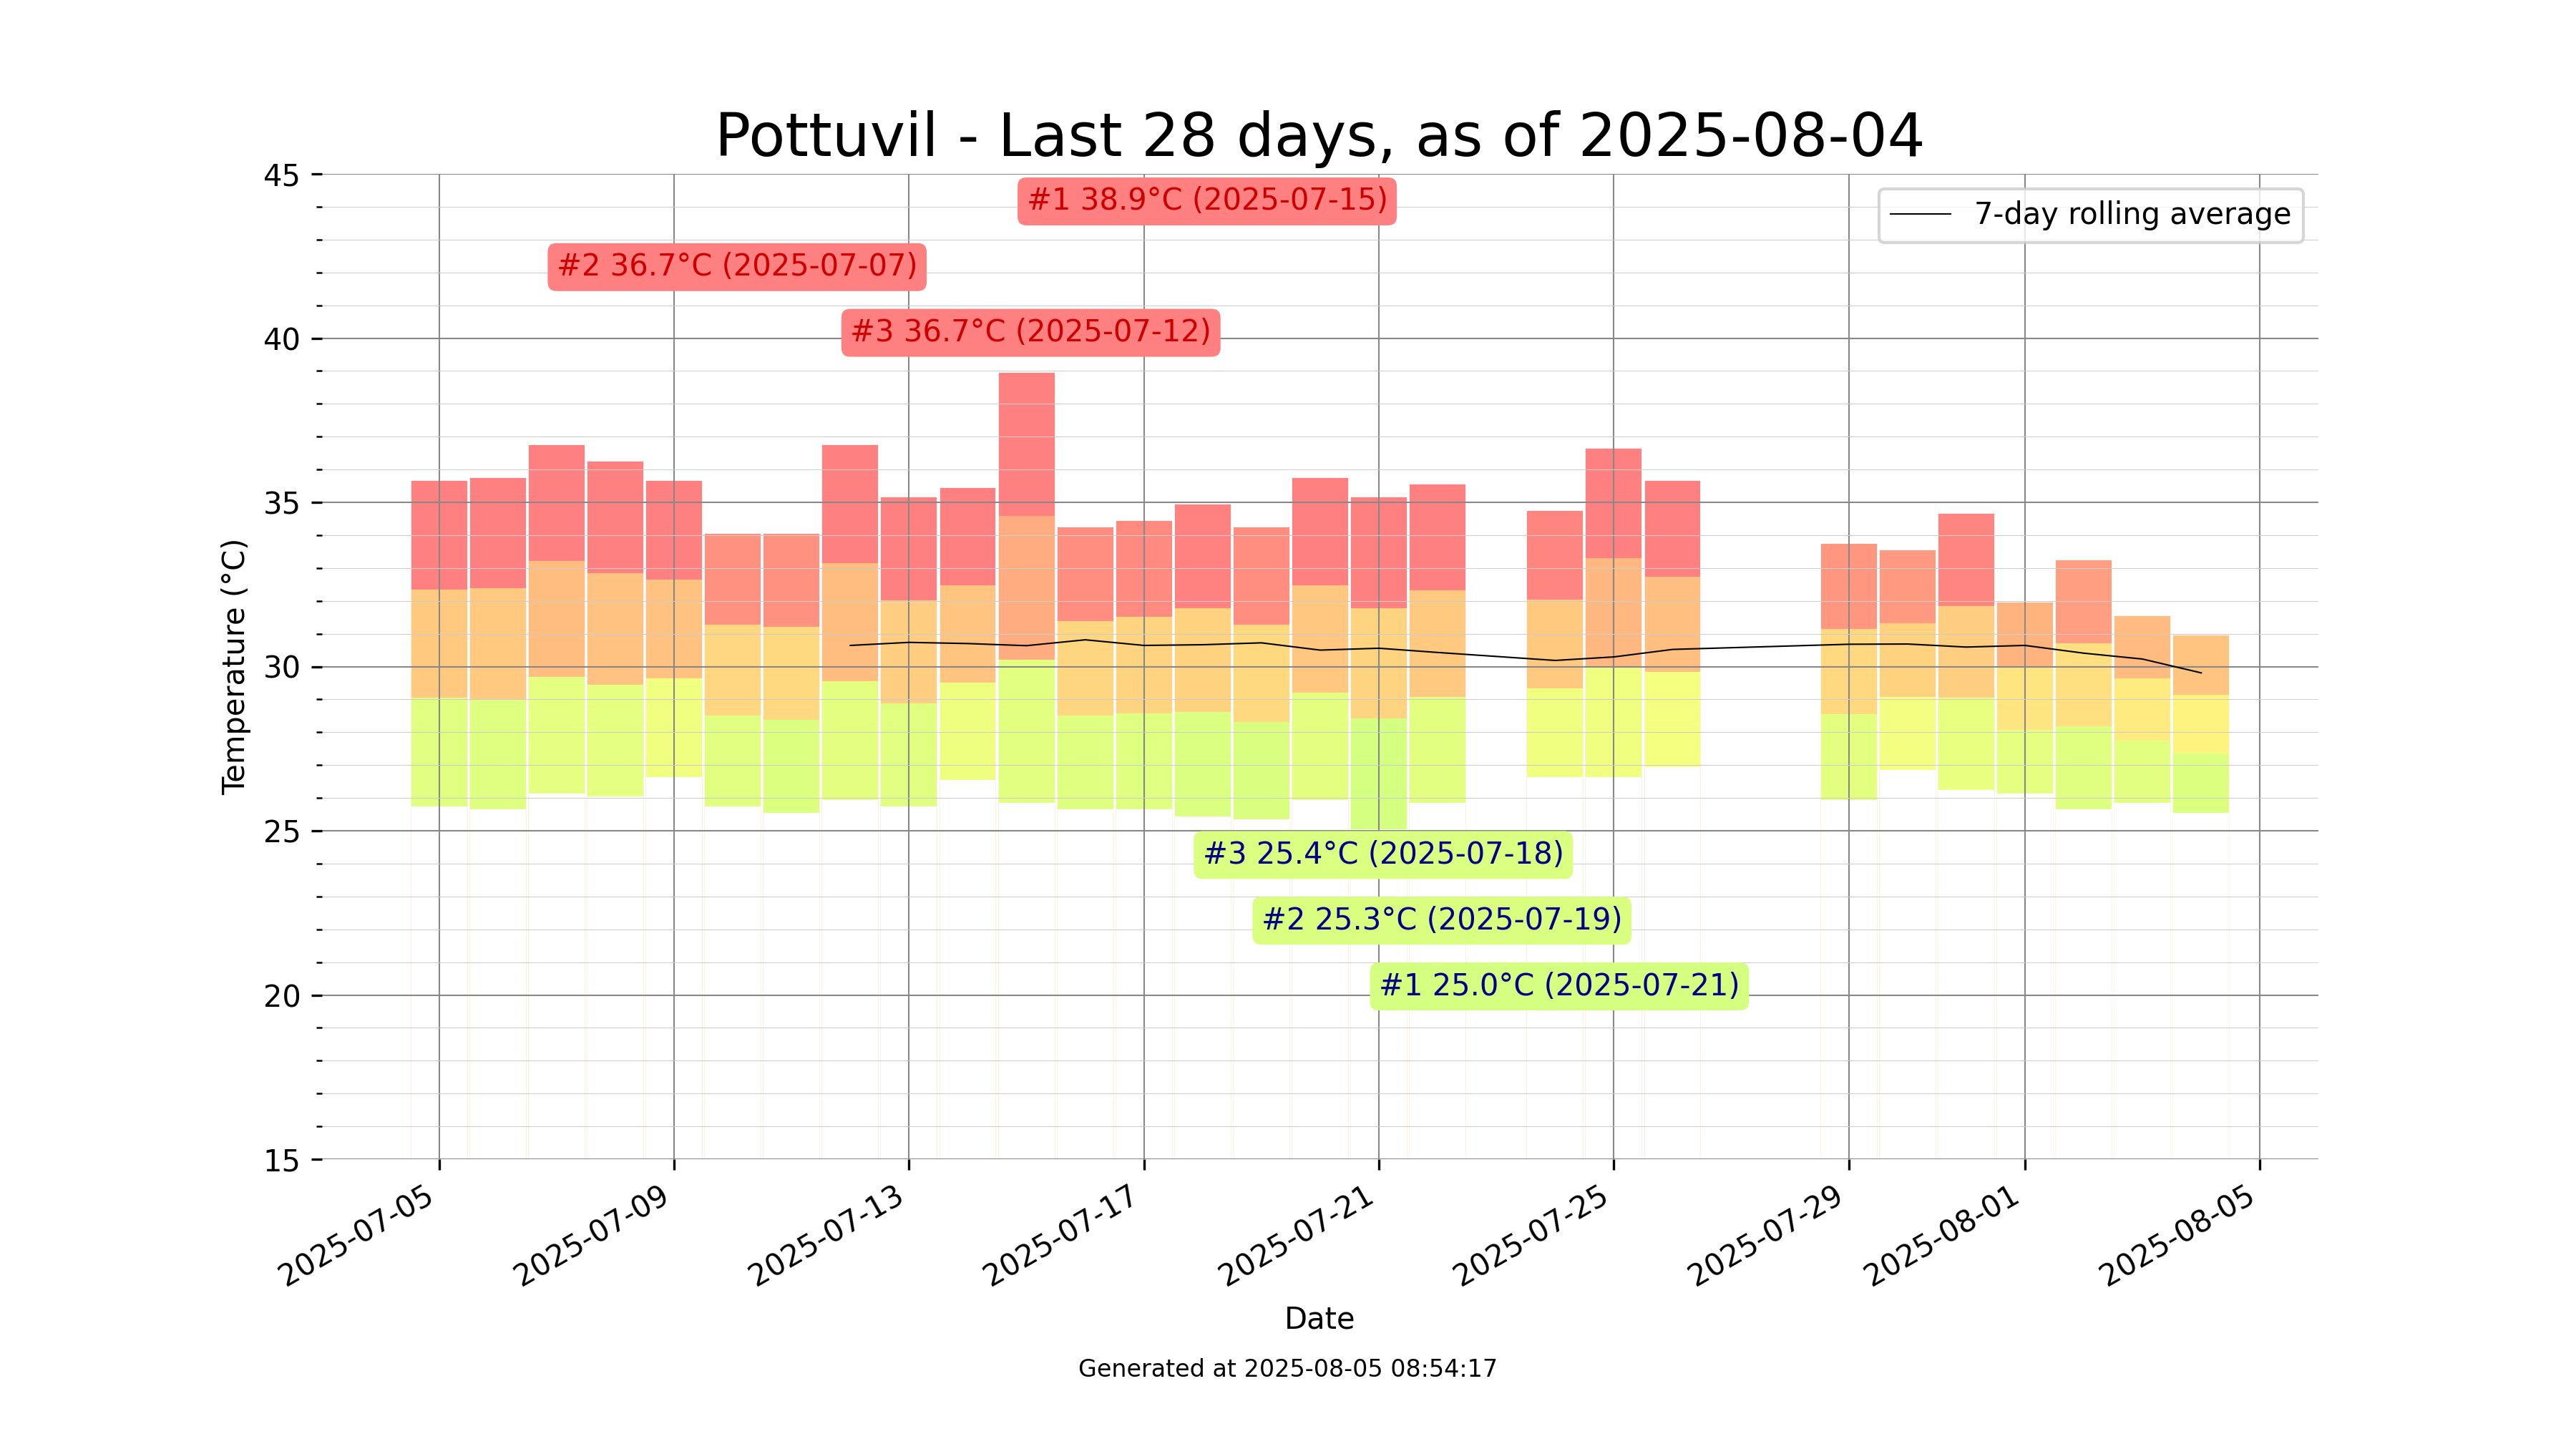 Pottuvil - Last 28 days, as of 2025-08-04
45
40
35
30
25
20
15
Temperature (°C)
7-day rolling average
#1 38.9°C (2025-07-15)
#2 36.7°C (2025-07-07)
#3 36.7°C (2025-07-12)
#3 25.4°C (2025-07-18)
#2 25.3°C (2025-07-19)
#1 25.0°C (2025-07-21)
2025-07-05
2025-07-09
2025-07-13
2025-07-17
2025-07-21
2025-07-25
2025-07-29
2025-08-01
2025-08-05
Date
Generated at 2025-08-05 08:54:17